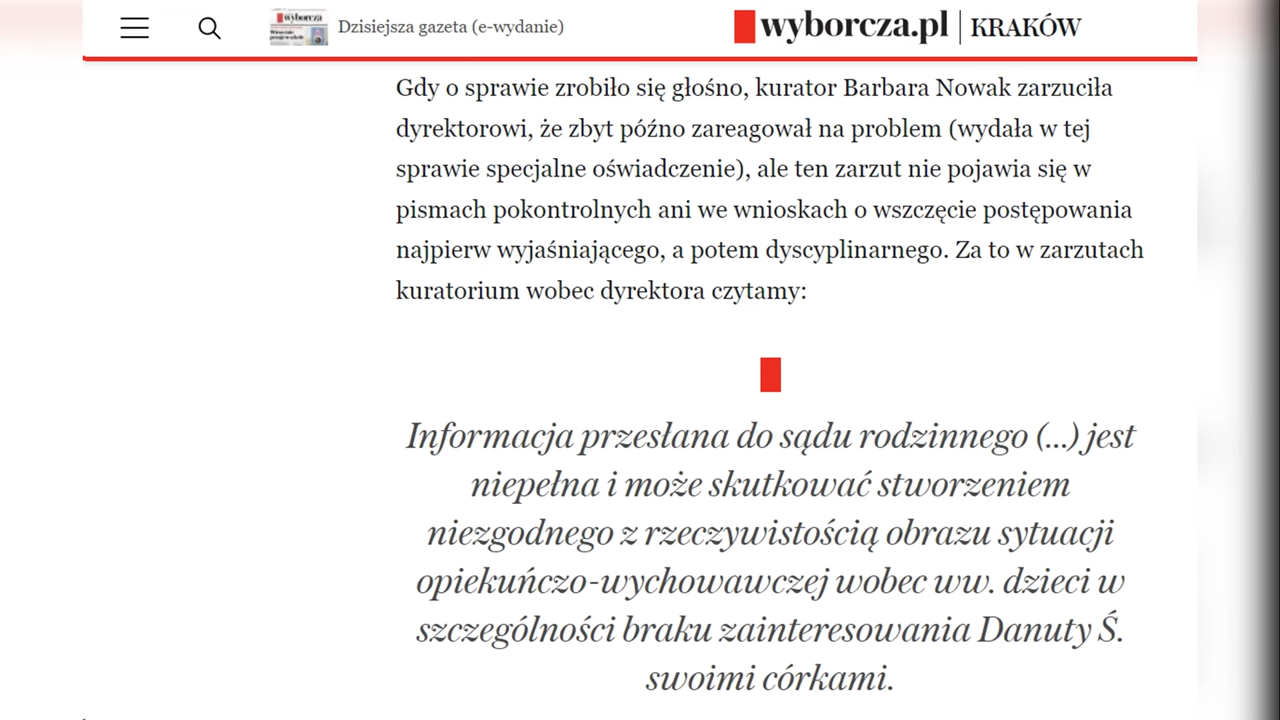 Dzisiejsza gazeta (e-wydanie)
wyborcza.pl KRAKÓW
Gdy o sprawie zrobiło się głośno, kurator Barbara Nowak zarzuciła
dyrektorowi, że zbyt późno zareagował na problem (wydała w tej
sprawie specjalne oświadczenie), ale ten zarzut nie pojawia się w
pismach pokontrolnych ani we wnioskach o wszczęcie postępowania
najpierw wyjaśniającego, a potem dyscyplinarnego. Za to w zarzutach
kuratorium wobec dyrektora czytamy:
Informacja przesłana do sądu rodzinnego (...) jest
niepełna i może skutkować stworzeniem
niezgodnego z rzeczywistością obrazu sytuacji
opiekuńczo-wychowawczej wobec ww. dzieci w
szczególności braku zainteresowania Danuty Ś.
swoimi córkami.